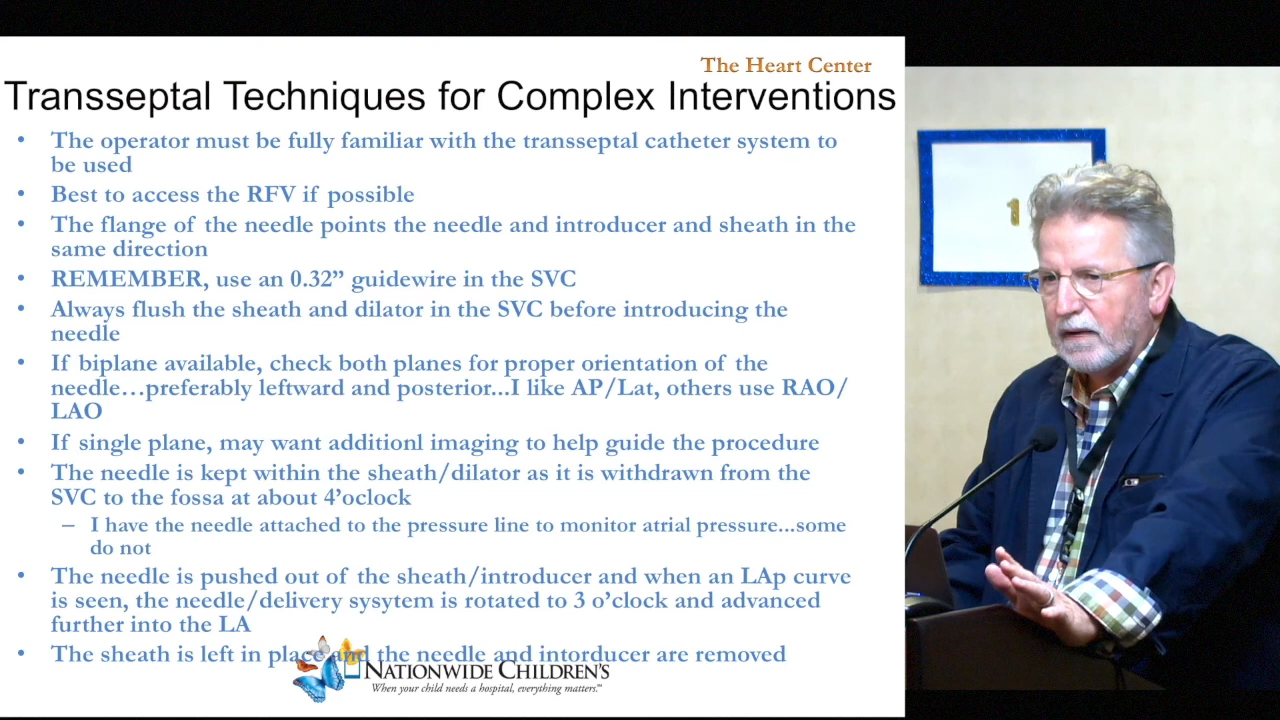 The Heart Center
Transseptal Techniques for Complex Interventions
• The operator must be fully familiar with the transseptal catheter system to
be used
• Best to access the RFV if possible
• The flange of the needle points the needle and introducer and sheath in the
same direction
• REMEMBER, use an 0.32” guidewire in the SVC
• Always flush the sheath and dilator in the SVC before introducing the
needle
• If biplane available, check both planes for proper orientation of the
needle…preferably leftward and posterior...I like AP/Lat, others use RAO/
LAO
• If single plane, may want additionl imaging to help guide the procedure
• The needle is kept within the sheath/dilator as it is withdrawn from the
SVC to the fossa at about 4’oclock
– I have the needle attached to the pressure line to monitor atrial pressure...some
do not
• The needle is pushed out of the sheath/introducer and when an LAp curve
is seen, the needle/delivery sysytem is rotated to 3 o’clock and advanced
further into the LA
• The sheath is left in place and the needle and intorducer are removed
NATIONWIDE CHILDREN'S
When your child needs a hospital, everything matters.™
1